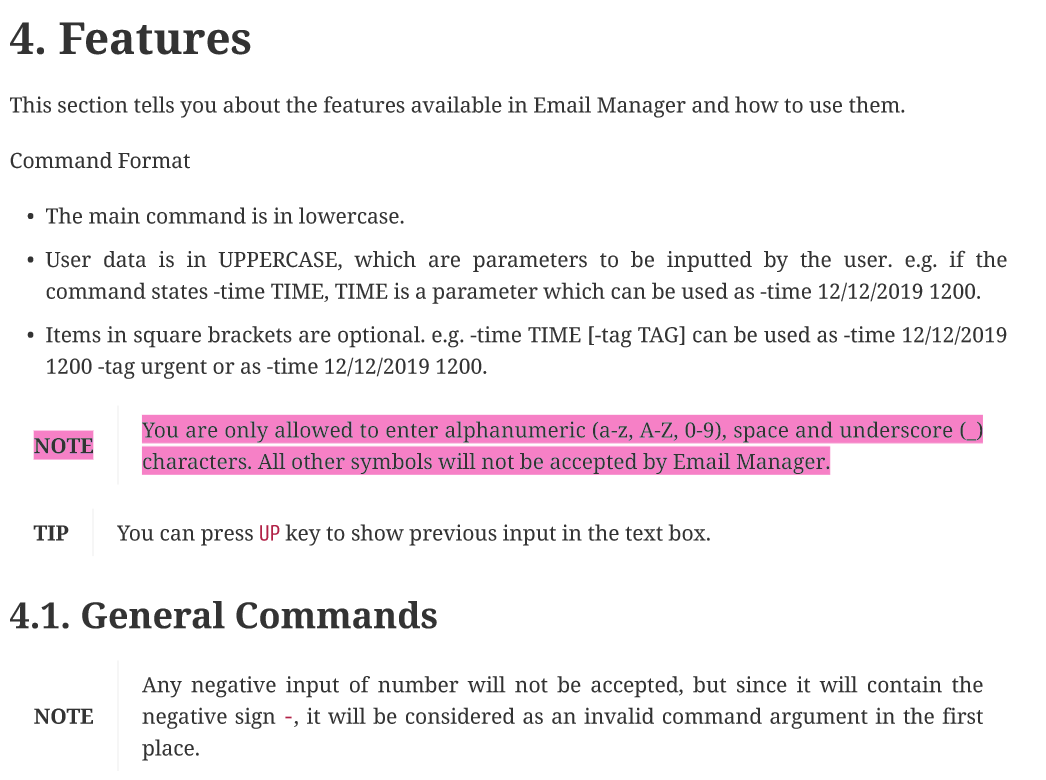 4. Features
This section tells you about the features available in Email Manager and how to use them.
Command Format
• The main command is in lowercase.
• User data is in UPPERCASE, which are parameters to be inputted by the user. e.g. if the
command states -time TIME, TIME is a parameter which can be used as -time 12/12/2019 1200.
• Items in square brackets are optional. e.g. -time TIME [-tag TAG] can be used as -time 12/12/2019
1200 -tag urgent or as -time 12/12/2019 1200.
You are only allowed to enter alphanumeric (a-z, A-Z, 0-9), space and underscore (_)
NOTE
characters. All other symbols will not be accepted by Email Manager.
TIP You can press UP key to show previous input in the text box.
4.1. General Commands
Any negative input of number will not be accepted, but since it will contain the
NOTE negative sign -, it will be considered as an invalid command argument in the first
place.